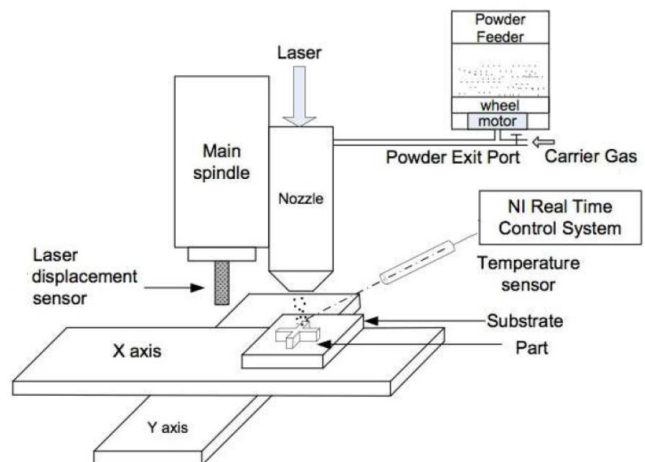 Powder
Feeder
wheel
motor
Laser
Main
spindle
Nozzle
Powder Exit Port
Carrier Gas
NI Real Time
Control System
Temperature
sensor
Laser
displacement
sensor
Substrate
Part
X axis
Y axis